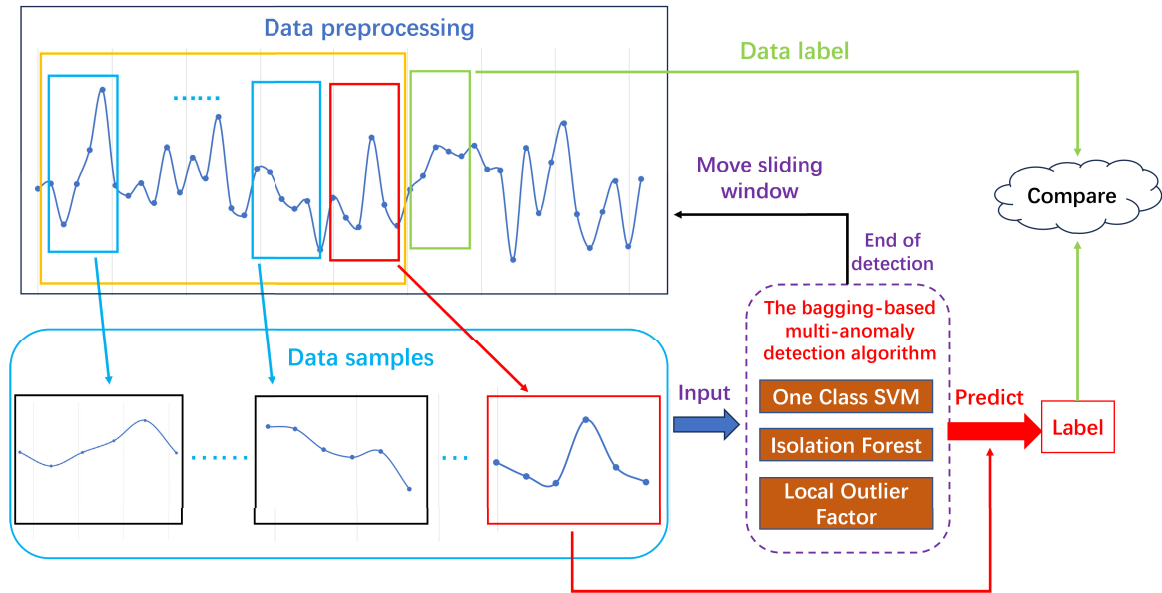 Data preprocessing
Data label
Move sliding
window
Compare
End of
detection
The bagging-based
multi-anomaly
detection algorithm
Data samples
Input
One Class SVM
Isolation Forest
Local Outlier
Factor
Predict
Label